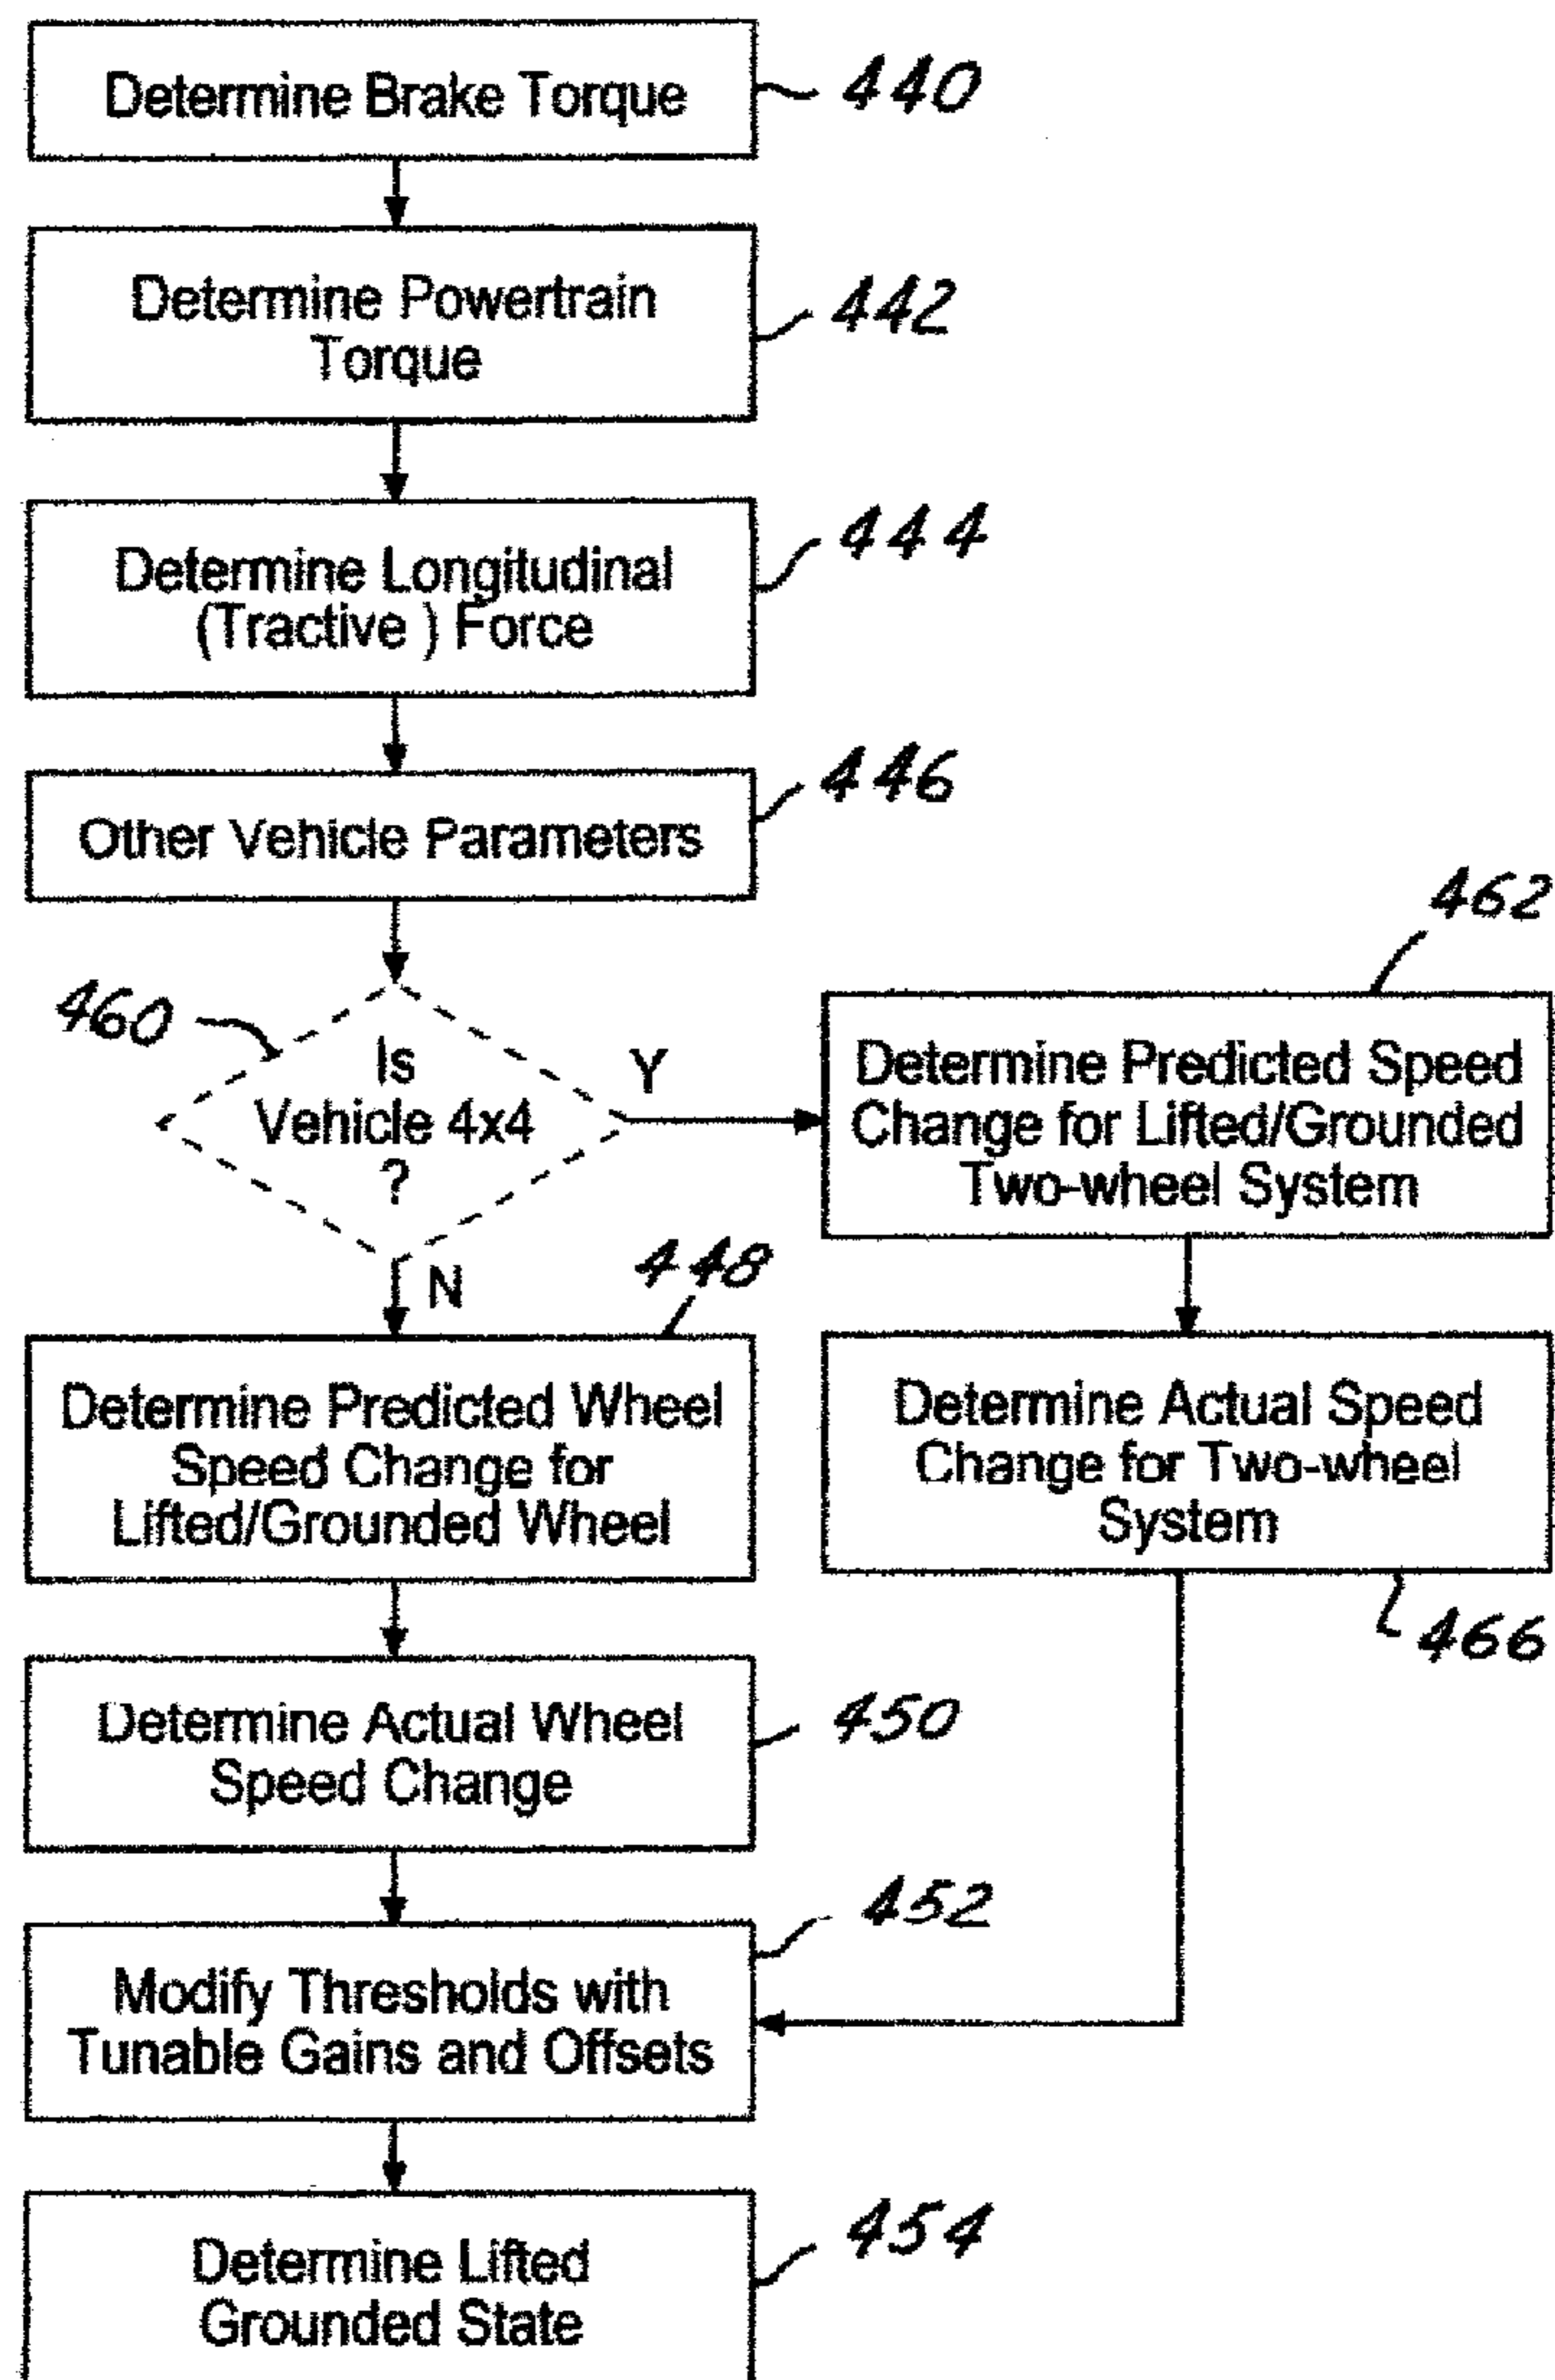 Determine Brake Torque
440
Determine Powertrain
Torque
442
Determine Longitudinal
(Tractive ) Force
444
Other Vehicle Parameters
446
460
Is
Vehicle 4x4
?
Y
N
462
Determine Predicted Speed
Change for Lifted/Grounded
Two-wheel System
448
Determine Predicted Wheel
Speed Change for
Lifted/Grounded Wheel
Determine Actual Speed
Change for Two-wheel
System
466
Determine Actual Wheel
Speed Change
450
Modify Thresholds with
Tunable Gains and Offsets
452
Determine Lifted
Grounded State
454